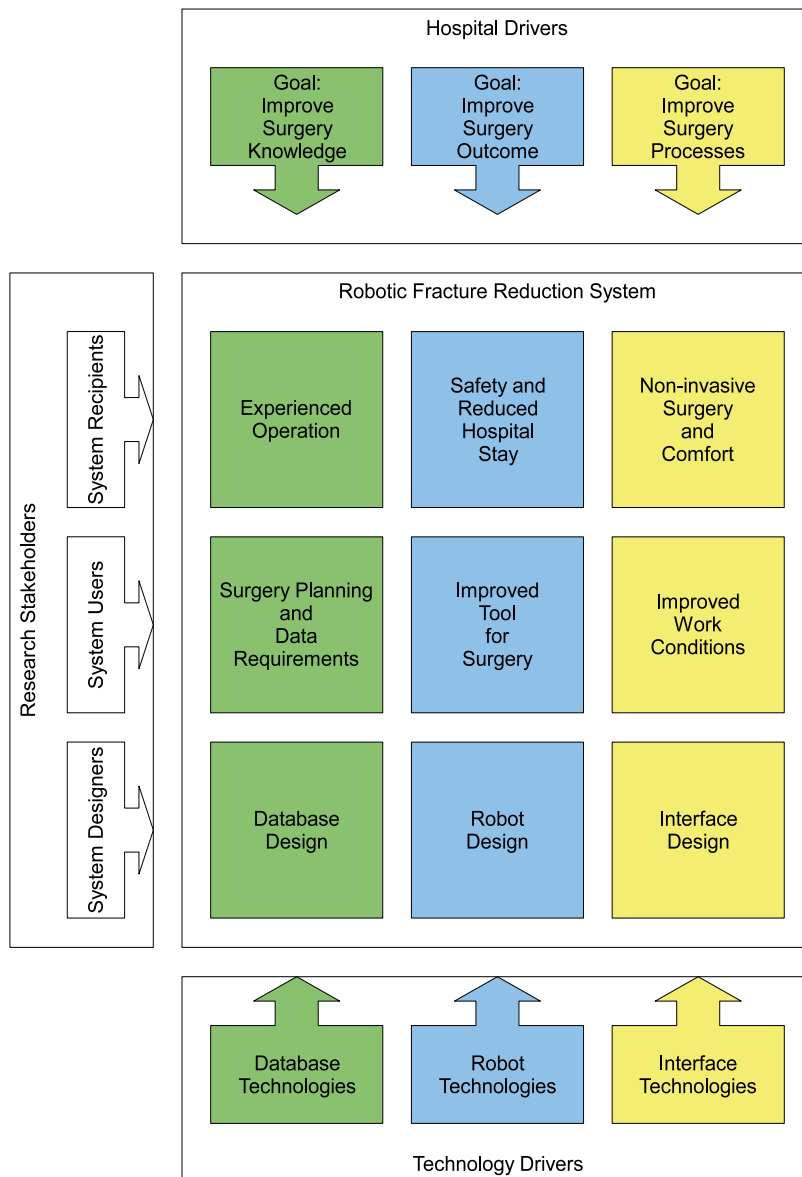 Hospital Drivers
Goal:
Improve
Surgery
Knowledge
Goal:
Improve
Surgery
Outcome
Goal:
Improve
Surgery
Processes
Research Stakeholders
System Recipients
System Users
System Designers
Robotic Fracture Reduction System
Experienced
Operation
Safety and
Reduced
Hospital
Stay
Non-invasive
Surgery
and
Comfort
Surgery Planning
and
Data
Requirements
Improved
Tool
for
Surgery
Improved
Work
Conditions
Database
Design
Robot
Design
Interface
Design
Database
Technologies
Robot
Technologies
Interface
Technologies
Technology Drivers